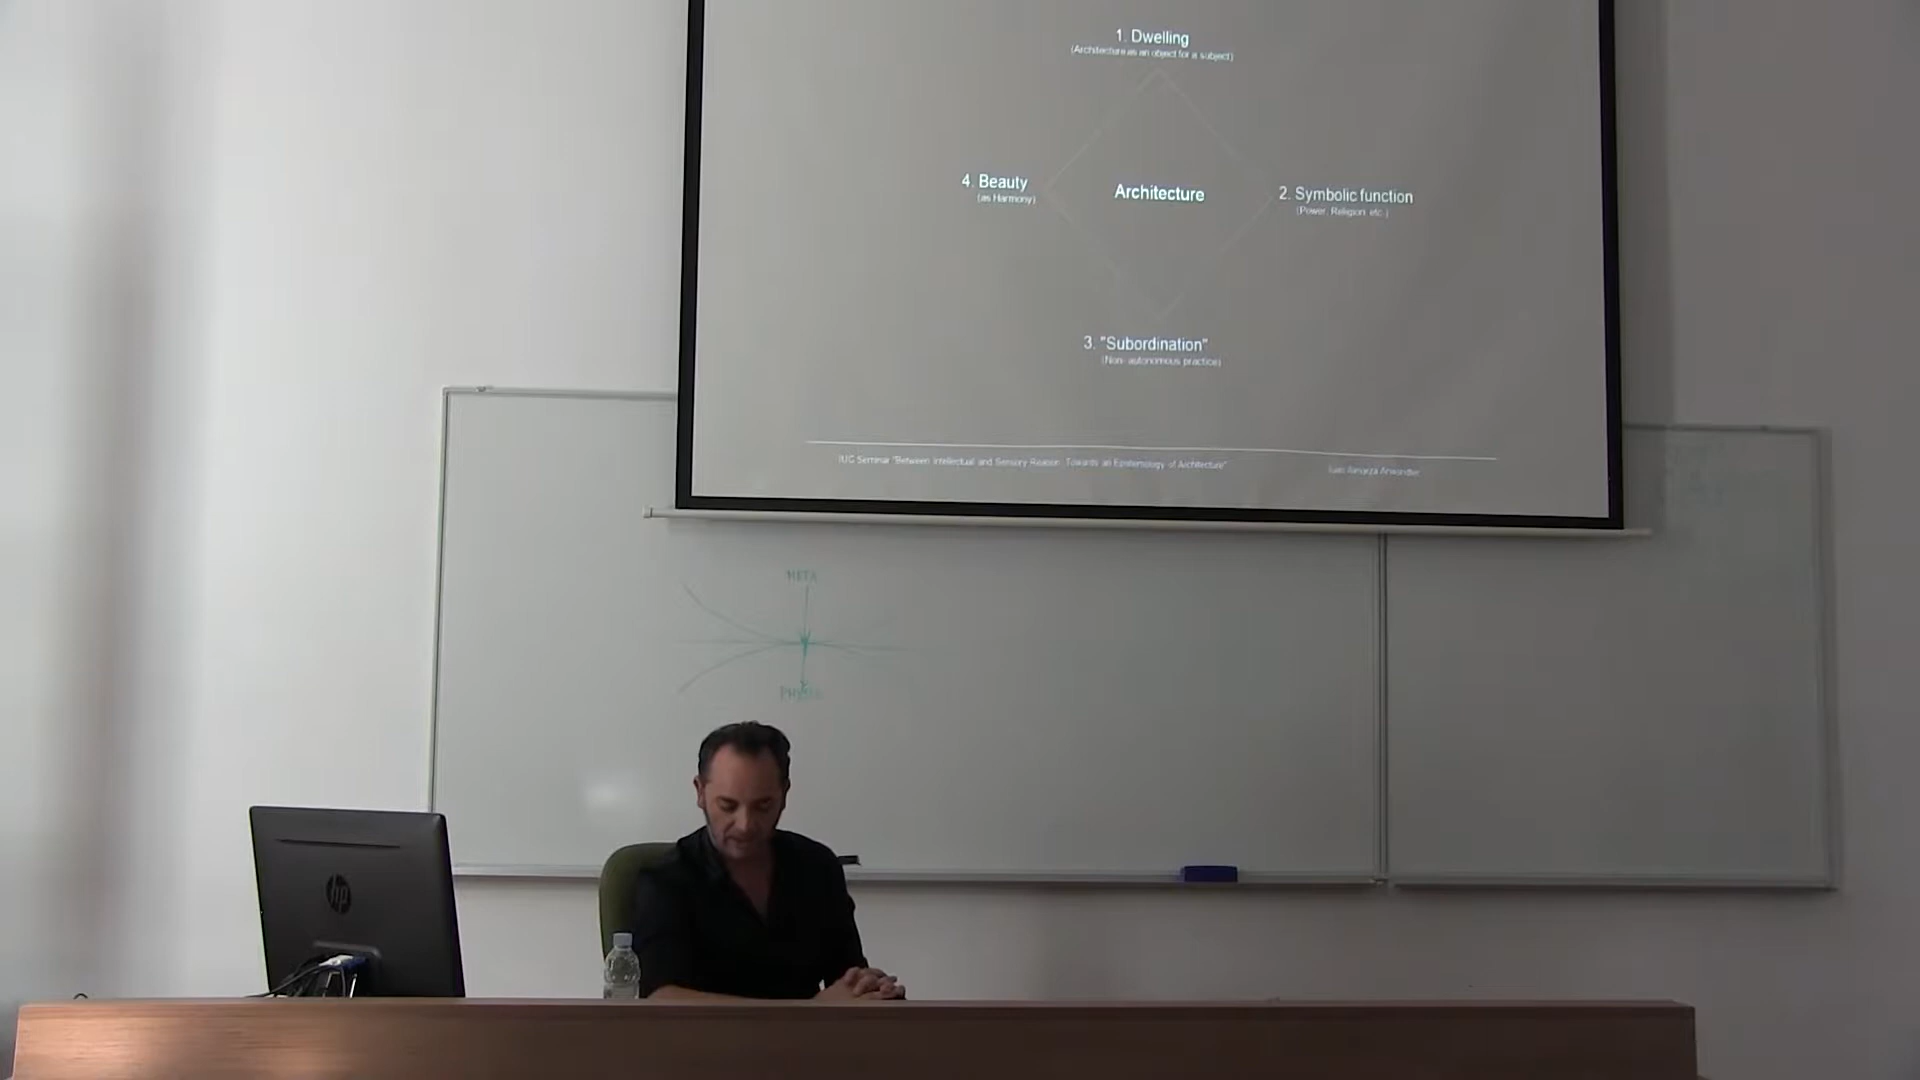 1. Dwelling
(Architecture as an object for a subject)
4. Beauty
(as Harmony)
Architecture
2. Symbolic function
(Power, Religion, etc.)
3. "Subordination"
(Non- autonomous practice)
IUG Seminar "Between Intellectual and Sensory Reason: Towards an Epistemology of Architecture"
META
hp